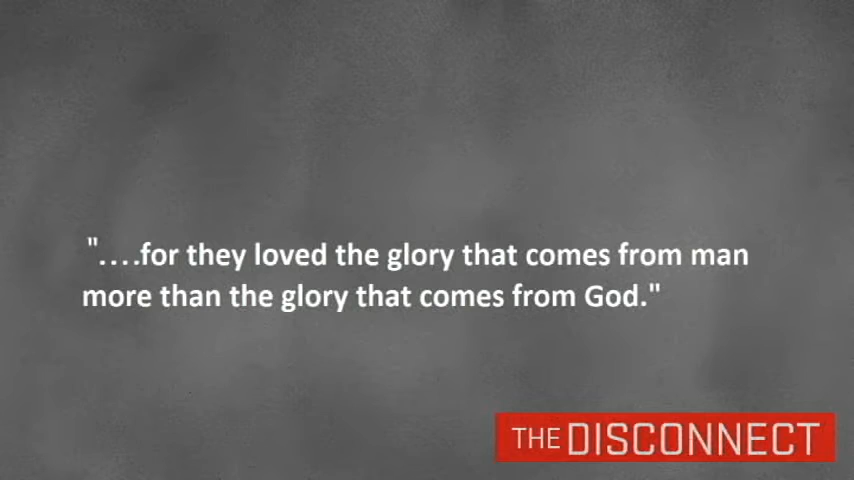 "....for they loved the glory that comes from man
more than the glory that comes from God."
THE DISCONNECT